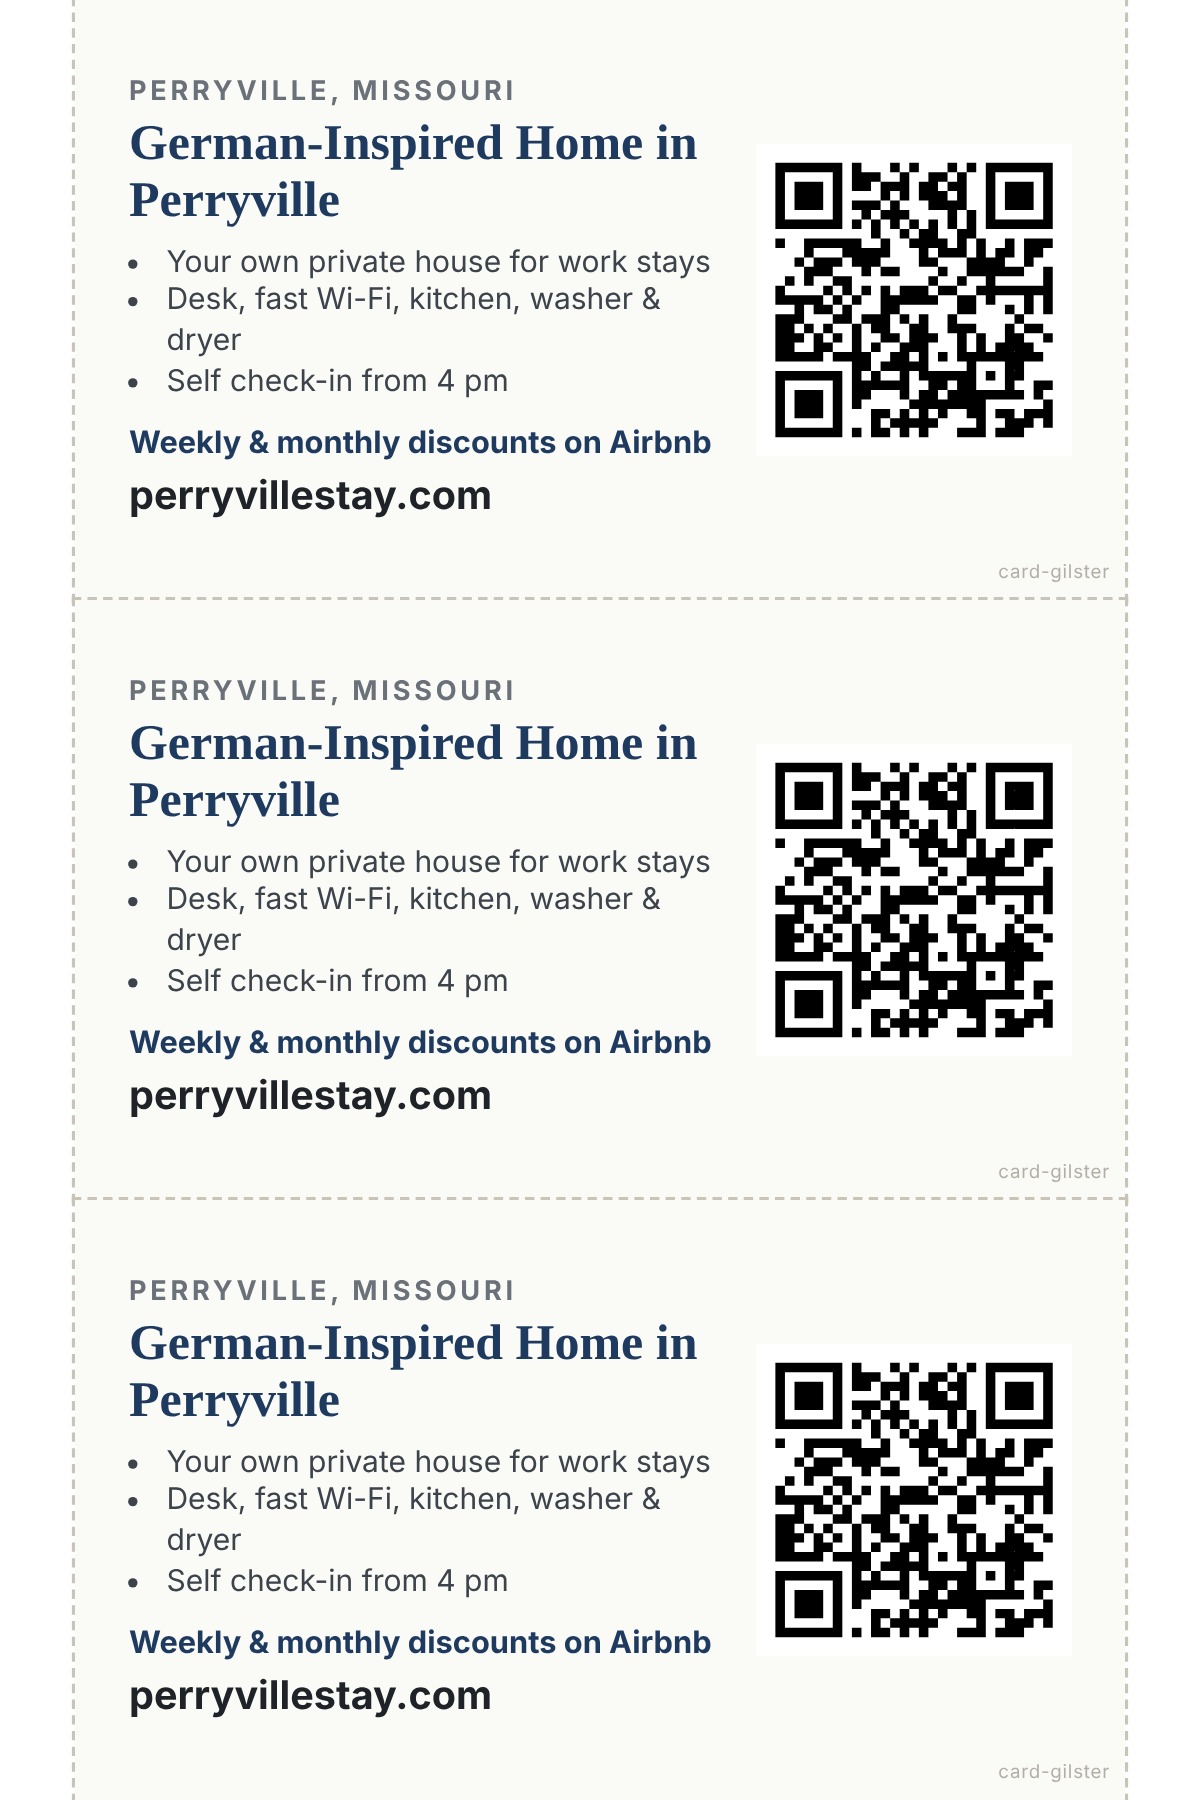 PERRYVILLE, MISSOURI
German-Inspired Home in
Perryville
• Your own private house for work stays
• Desk, fast Wi-Fi, kitchen, washer &
dryer
• Self check-in from 4 pm
Weekly & monthly discounts on Airbnb
perryvillestay.com
card-gilster
PERRYVILLE, MISSOURI
German-Inspired Home in
Perryville
• Your own private house for work stays
• Desk, fast Wi-Fi, kitchen, washer &
dryer
• Self check-in from 4 pm
Weekly & monthly discounts on Airbnb
perryvillestay.com
card-gilster
PERRYVILLE, MISSOURI
German-Inspired Home in
Perryville
• Your own private house for work stays
• Desk, fast Wi-Fi, kitchen, washer &
dryer
• Self check-in from 4 pm
Weekly & monthly discounts on Airbnb
perryvillestay.com
card-gilster